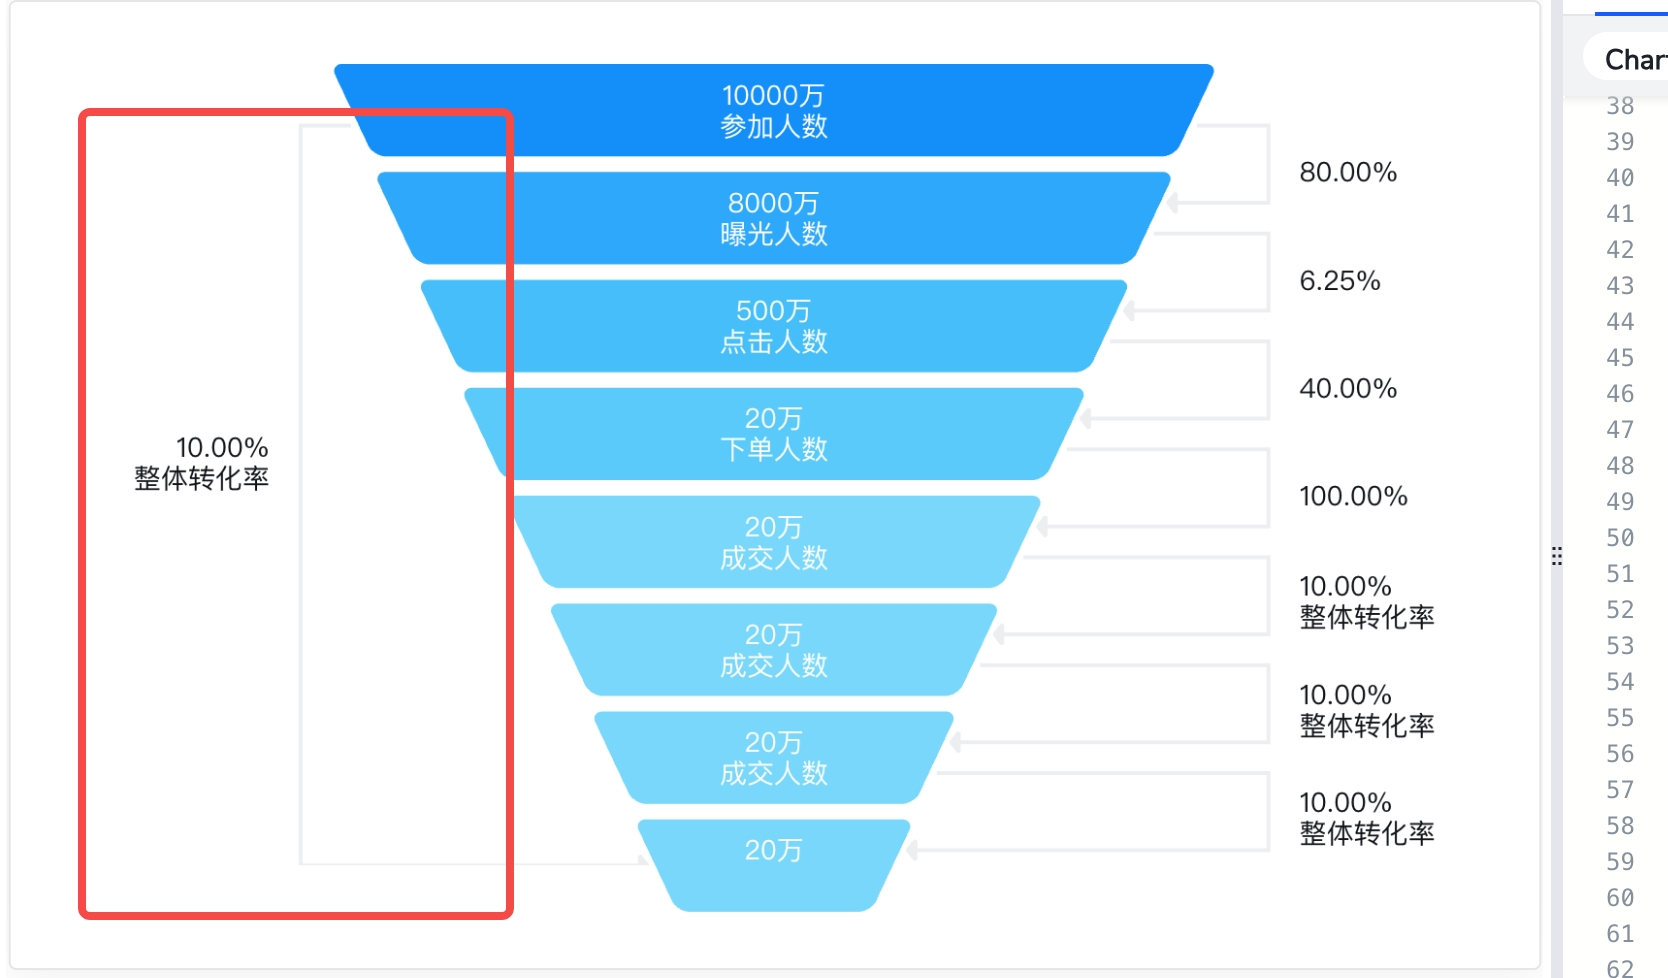 10000万
参加人数
80.00%
8000万
曝光人数
6.25%
500万
点击人数
40.00%
20万
下单人数
10.00%
整体转化率
100.00%
20万
成交人数
10.00%
整体转化率
20万
成交人数
10.00%
整体转化率
20万
成交人数
10.00%
整体转化率
20万
Char
38
39
40
41
42
43
44
45
46
47
48
49
50
51
52
53
54
55
56
57
58
59
60
61
62